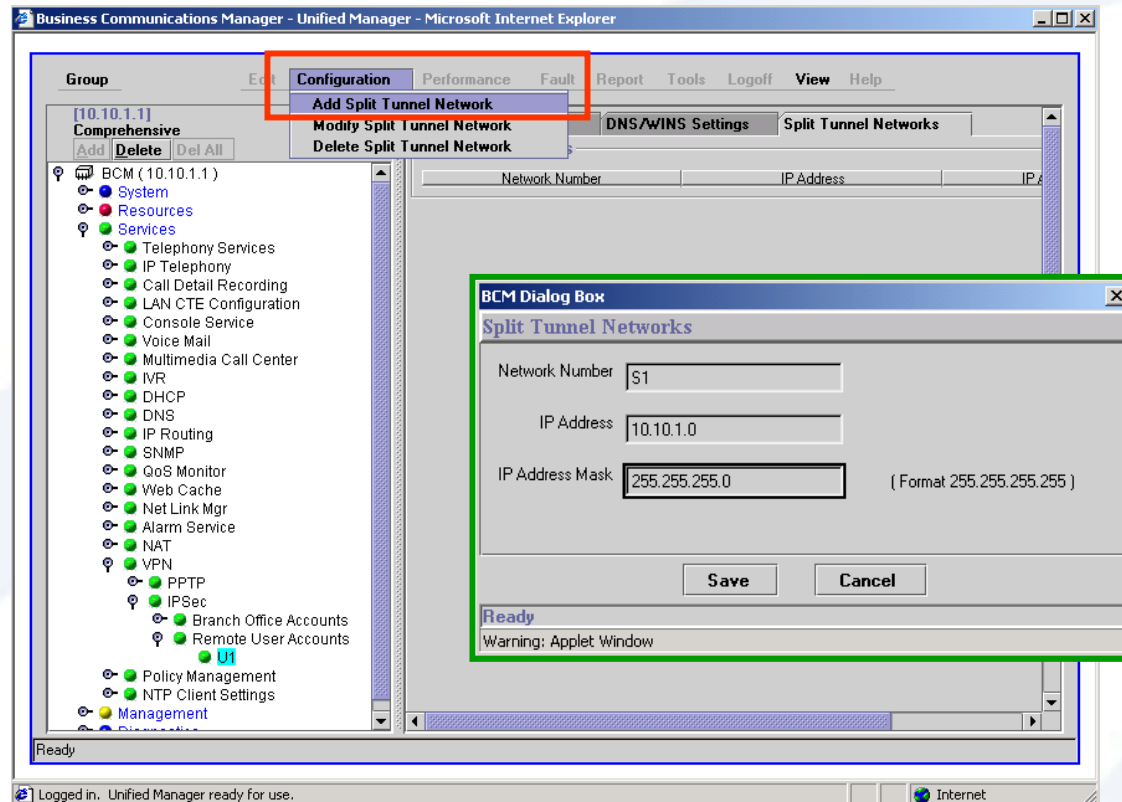 Business Communications Manager - Unified Manager - Microsoft Internet Explorer
Group Edit Configuration Performance Fault Report Tools Logoff View Help
Add Split Tunnel Network
Modify Split Tunnel Network
Delete Split Tunnel Network
[10.10.1.1]
Comprehensive
Add Delete Del All
DNS/WINS Settings Split Tunnel Networks
Network Number IP Address
BCM ( 10.10.1.1 )
System
Resources
Services
Telephony Services
IP Telephony
Call Detail Recording
LAN CTE Configuration
Console Service
Voice Mail
Multimedia Call Center
IVR
DHCP
DNS
IP Routing
SNMP
QoS Monitor
Web Cache
Net Link Mgr
Alarm Service
NAT
VPN
PPTP
IPSec
Branch Office Accounts
Remote User Accounts
U1
Policy Management
NTP Client Settings
Management
BCM Dialog Box
Split Tunnel Networks
Network Number S1
IP Address 10.10.1.0
IP Address Mask 255.255.255.0 ( Format 255.255.255.255 )
Save Cancel
Ready
Warning: Applet Window
Ready
Logged in. Unified Manager ready for use. Internet